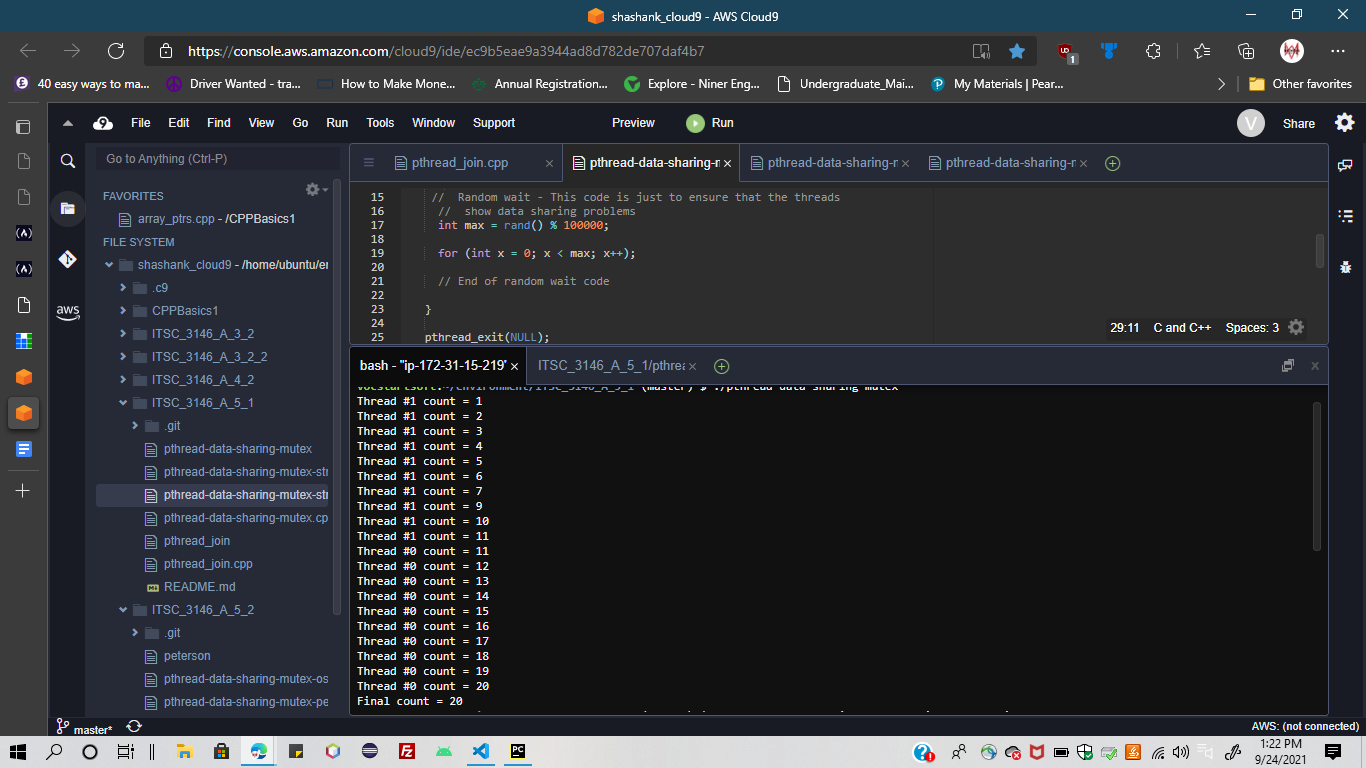 shashank_cloud9 - AWS Cloud9
https://console.aws.amazon.com/cloud9/ide/ec9b5eae9a3944ad8d782de707daf4b7
1
40 easy ways to ma...
Driver Wanted - tra...
How to Make Mone...
Annual Registration...
Explore - Niner Eng...
Undergraduate_Mai...
My Materials | Pear...
Other favorites
File Edit Find View Go Run Tools Window Support Preview Run V Share
Go to Anything (Ctrl-P)
FAVORITES
array_ptrs.cpp - /CPPBasics1
FILE SYSTEM
shashank_cloud9 - /home/ubuntu/er
.c9
CPPBasics1
ITSC_3146_A_3_2
ITSC_3146_A_3_2_2
ITSC_3146_A_4_2
ITSC_3146_A_5_1
.git
pthread-data-sharing-mutex
pthread-data-sharing-mutex-str
pthread-data-sharing-mutex-str
pthread-data-sharing-mutex.cp
pthread_join
pthread_join.cpp
README.md
ITSC_3146_A_5_2
.git
peterson
pthread-data-sharing-mutex-os
pthread-data-sharing-mutex-pe
aws
pthread_join.cpp
pthread-data-sharing-r
pthread-data-sharing-r
pthread-data-sharing-r
15 // Random wait - This code is just to ensure that the threads
16 // show data sharing problems
17 int max = rand() % 100000;
18
19 for (int x = 0; x < max; x++);
20
21 // End of random wait code
22
23 }
24
25 pthread_exit(NULL);
29:11 C and C++ Spaces: 3
bash - "ip-172-31-15-219"
ITSC_3146_A_5_1/pthrea
vocstartsoft:~/environment/ITSC_3146_A_5_1 (master) $ ./pthread-data-sharing-mutex
Thread #1 count = 1
Thread #1 count = 2
Thread #1 count = 3
Thread #1 count = 4
Thread #1 count = 5
Thread #1 count = 6
Thread #1 count = 7
Thread #1 count = 9
Thread #1 count = 10
Thread #1 count = 11
Thread #0 count = 11
Thread #0 count = 12
Thread #0 count = 13
Thread #0 count = 14
Thread #0 count = 15
Thread #0 count = 16
Thread #0 count = 17
Thread #0 count = 18
Thread #0 count = 19
Thread #0 count = 20
Final count = 20
master*
AWS: (not connected)
1:22 PM
9/24/2021